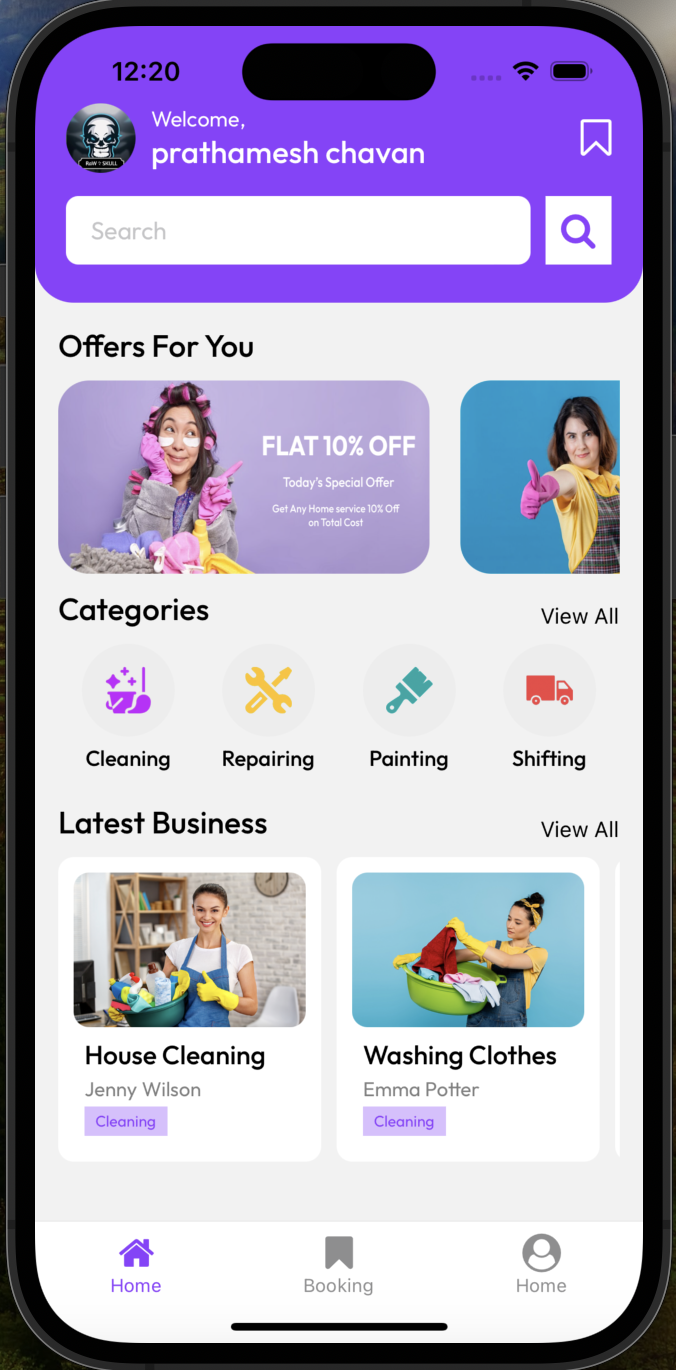 12:20
Welcome,
prathamesh chavan
RaW > SKULL
Search
Offers For You
FLAT 10% OFF
Today's Special Offer
Get Any Home service 10% Off
on Total Cost
Categories
View All
Cleaning
Repairing
Painting
Shifting
Latest Business
View All
House Cleaning
Jenny Wilson
Cleaning
Washing Clothes
Emma Potter
Cleaning
Home
Booking
Home